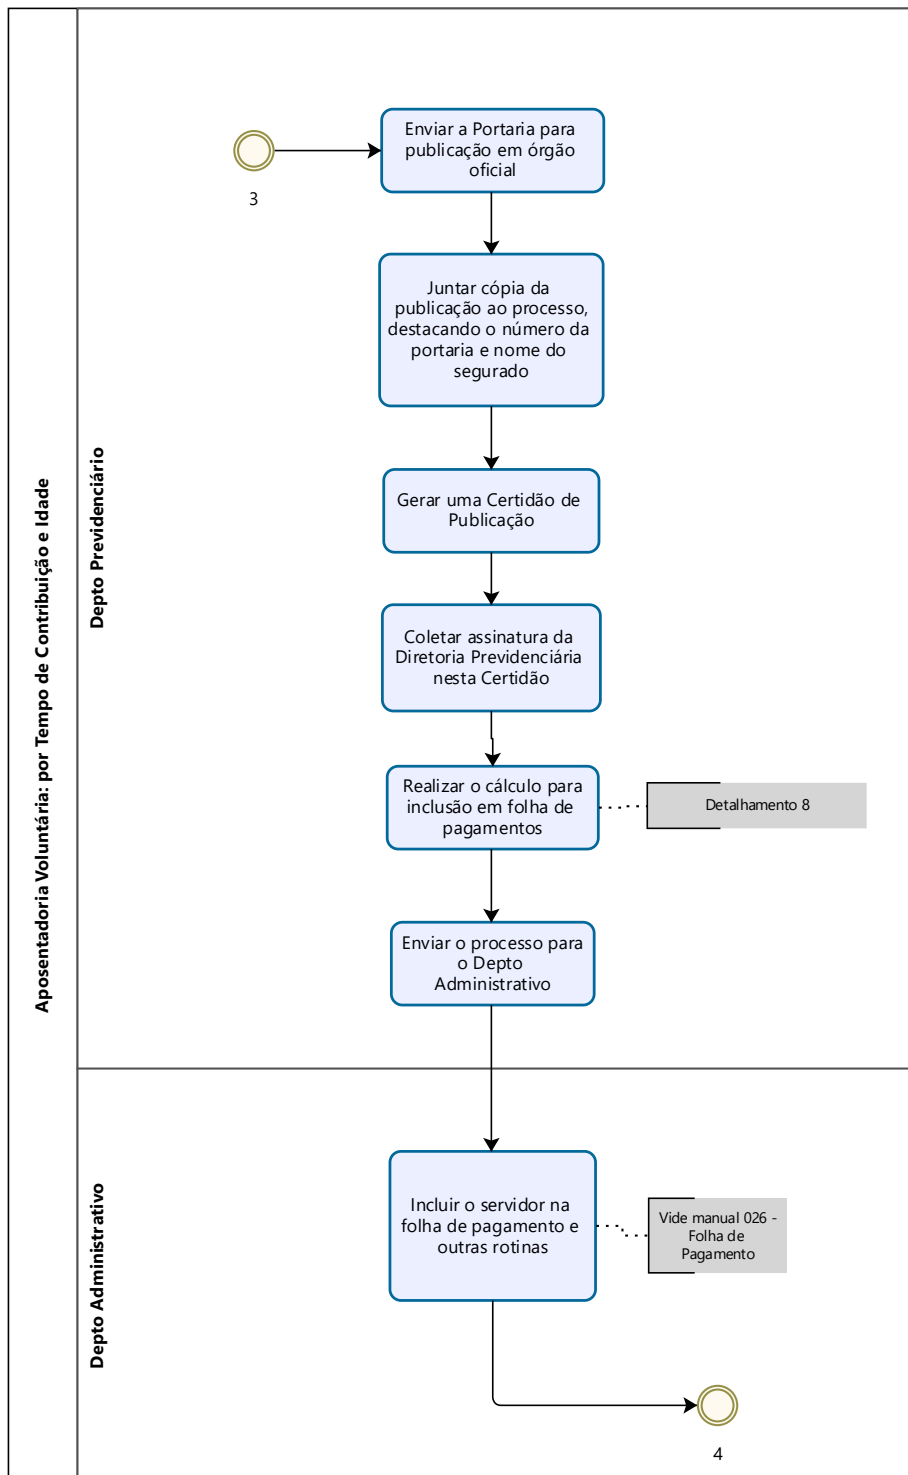 Aposentadoria Voluntária: por Tempo de Contribuição e Idade
Depto Previdenciário
3
Enviar a Portaria para
publicação em órgão
oficial
Juntar cópia da
publicação ao processo,
destacando o número da
portaria e nome do
segurado
Gerar uma Certidão de
Publicação
Coletar assinatura da
Diretoria Previdenciária
nesta Certidão
Realizar o cálculo para
inclusão em folha de
pagamentos
Detalhamento 8
Enviar o processo para
o Depto
Administrativo
Depto Administrativo
Incluir o servidor na
folha de pagamento e
outras rotinas
Vide manual 026 -
Folha de
Pagamento
4